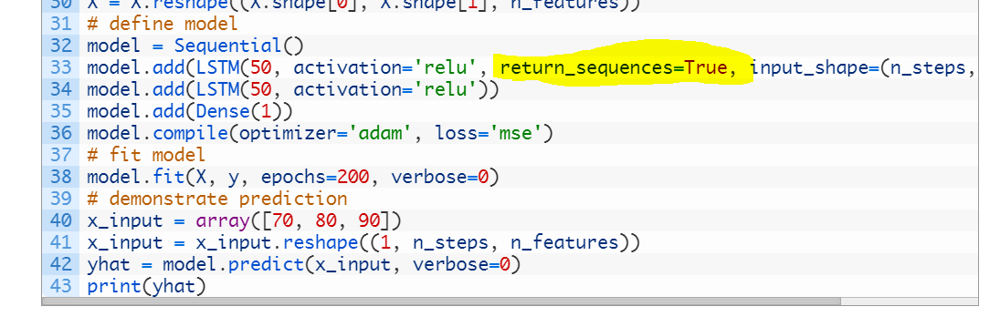 30 X = X.reshape((X.shape[0], X.shape[1], n_features))
31 # define model
32 model = Sequential()
33 model.add(LSTM(50, activation='relu', return_sequences=True, input_shape=(n_steps,
34 model.add(LSTM(50, activation='relu'))
35 model.add(Dense(1))
36 model.compile(optimizer='adam', loss='mse')
37 # fit model
38 model.fit(X, y, epochs=200, verbose=0)
39 # demonstrate prediction
40 x_input = array([70, 80, 90])
41 x_input = x_input.reshape((1, n_steps, n_features))
42 yhat = model.predict(x_input, verbose=0)
43 print(yhat)